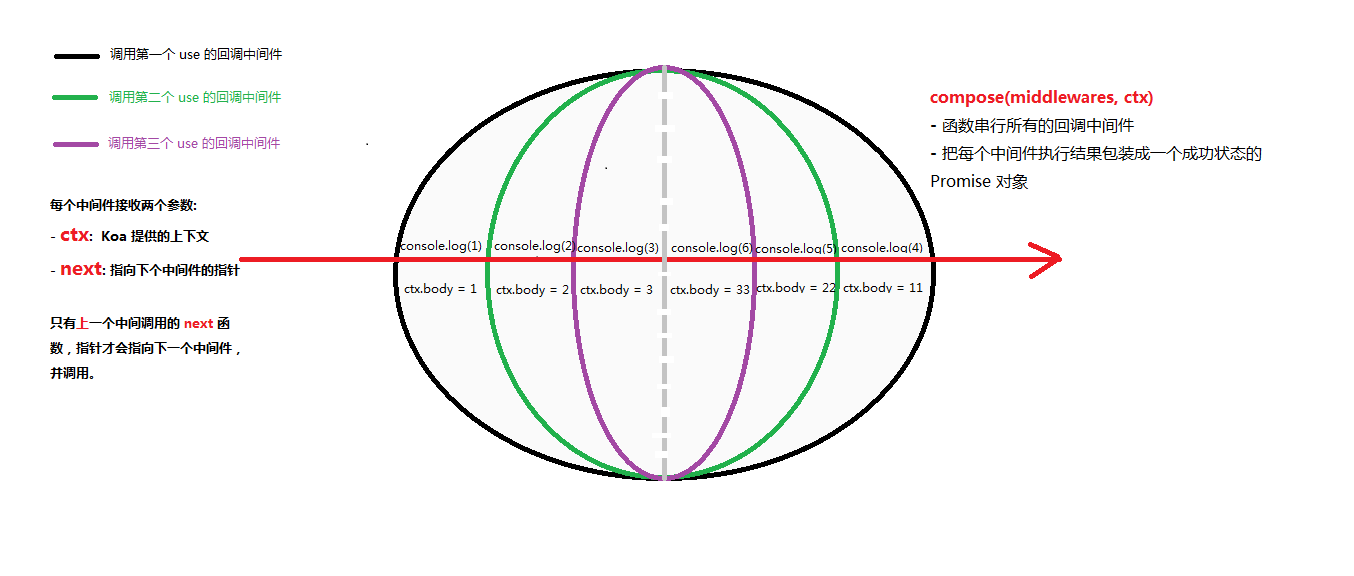 调用第一个 use 的回调中间件
调用第二个 use 的回调中间件
调用第三个 use 的回调中间件
每个中间件接收两个参数:
- ctx: Koa 提供的上下文
- next: 指向下个中间件的指针
只有上一个中间调用的 next 函
数，指针才会指向下一个中间件，
并调用。
console.log(1) console.log(2) console.log(3) console.log(6) console.log(5) console.log(4)
ctx.body = 1 ctx.body = 2 ctx.body = 3 ctx.body = 33 ctx.body = 22 ctx.body = 11
compose(middlewares, ctx)
- 函数串行所有的回调中间件
- 把每个中间件执行结果包装成一个成功状态的
Promise 对象